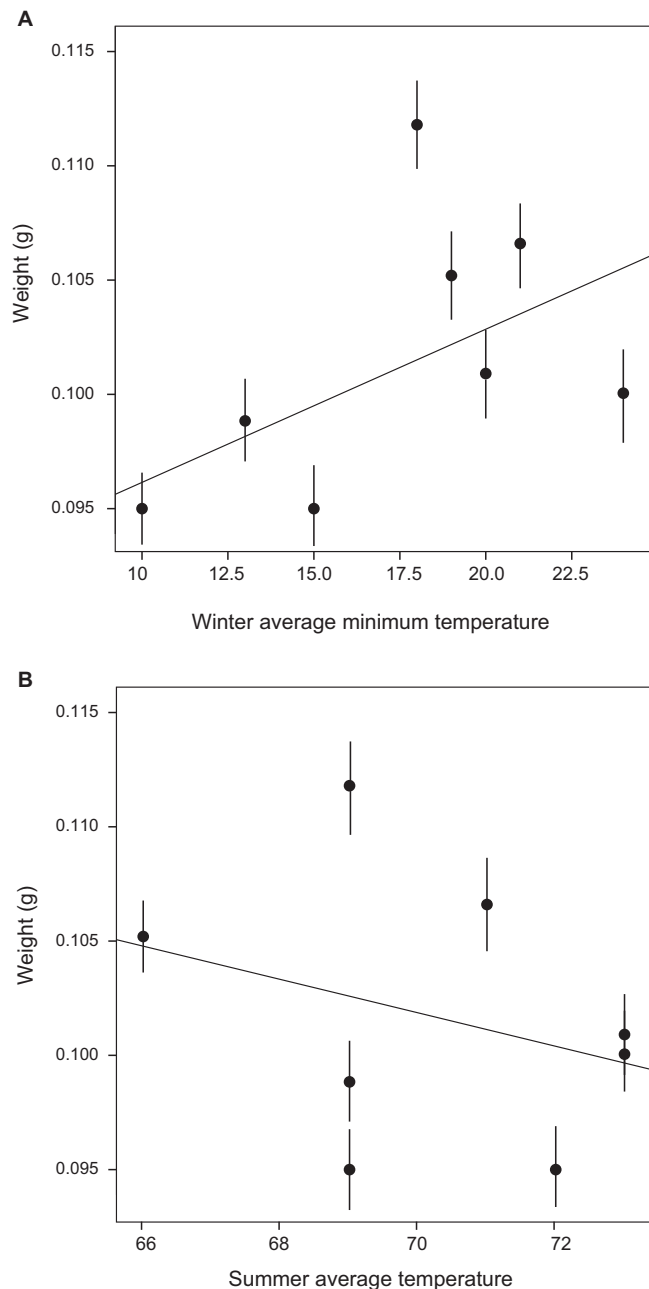 A
0.115
0.110
0.105
0.100
0.095
Weight (g)
10 12.5 15.0 17.5 20.0 22.5
Winter average minimum temperature
B
0.115
0.110
0.105
0.100
0.095
Weight (g)
66 68 70 72
Summer average temperature